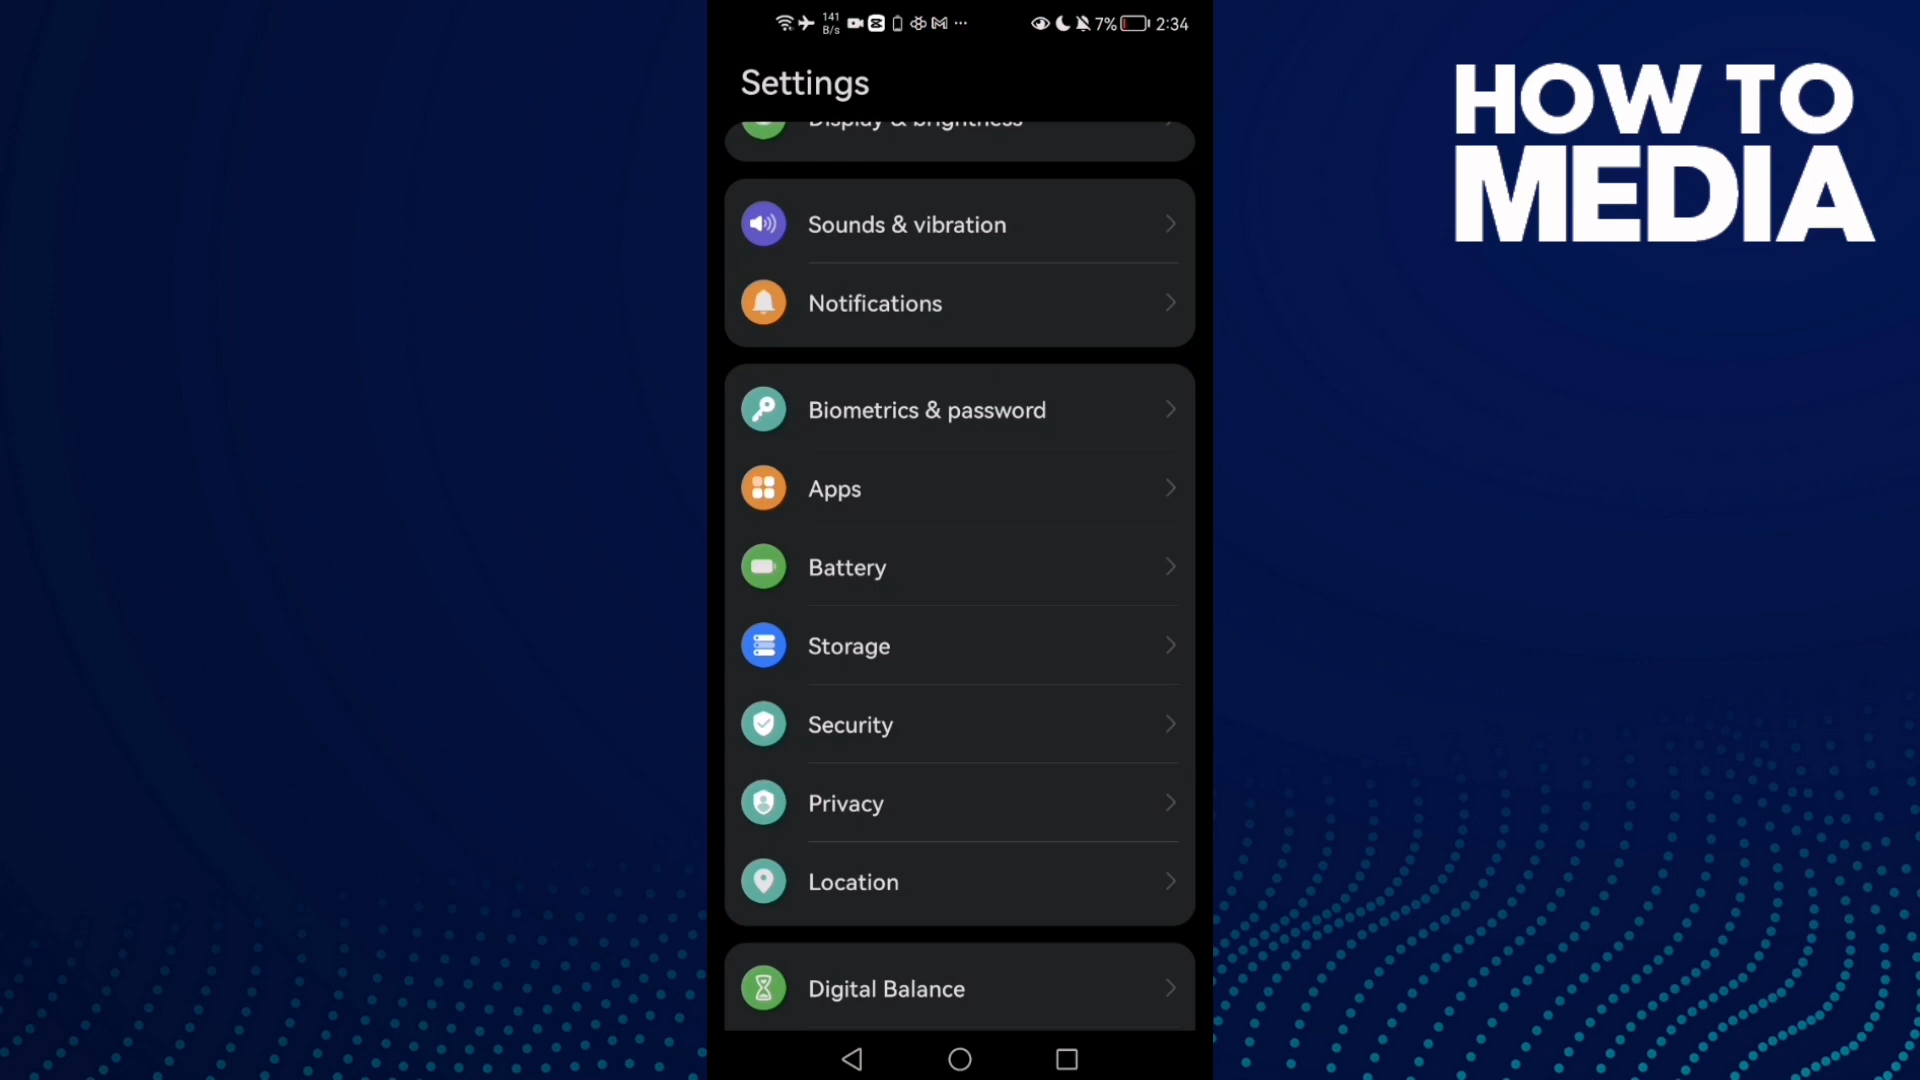 141
B/s
7%
2:34
Settings
Display & brightness
Sounds & vibration
Notifications
Biometrics & password
Apps
Battery
Storage
Security
Privacy
Location
Digital Balance
HOW TO
MEDIA